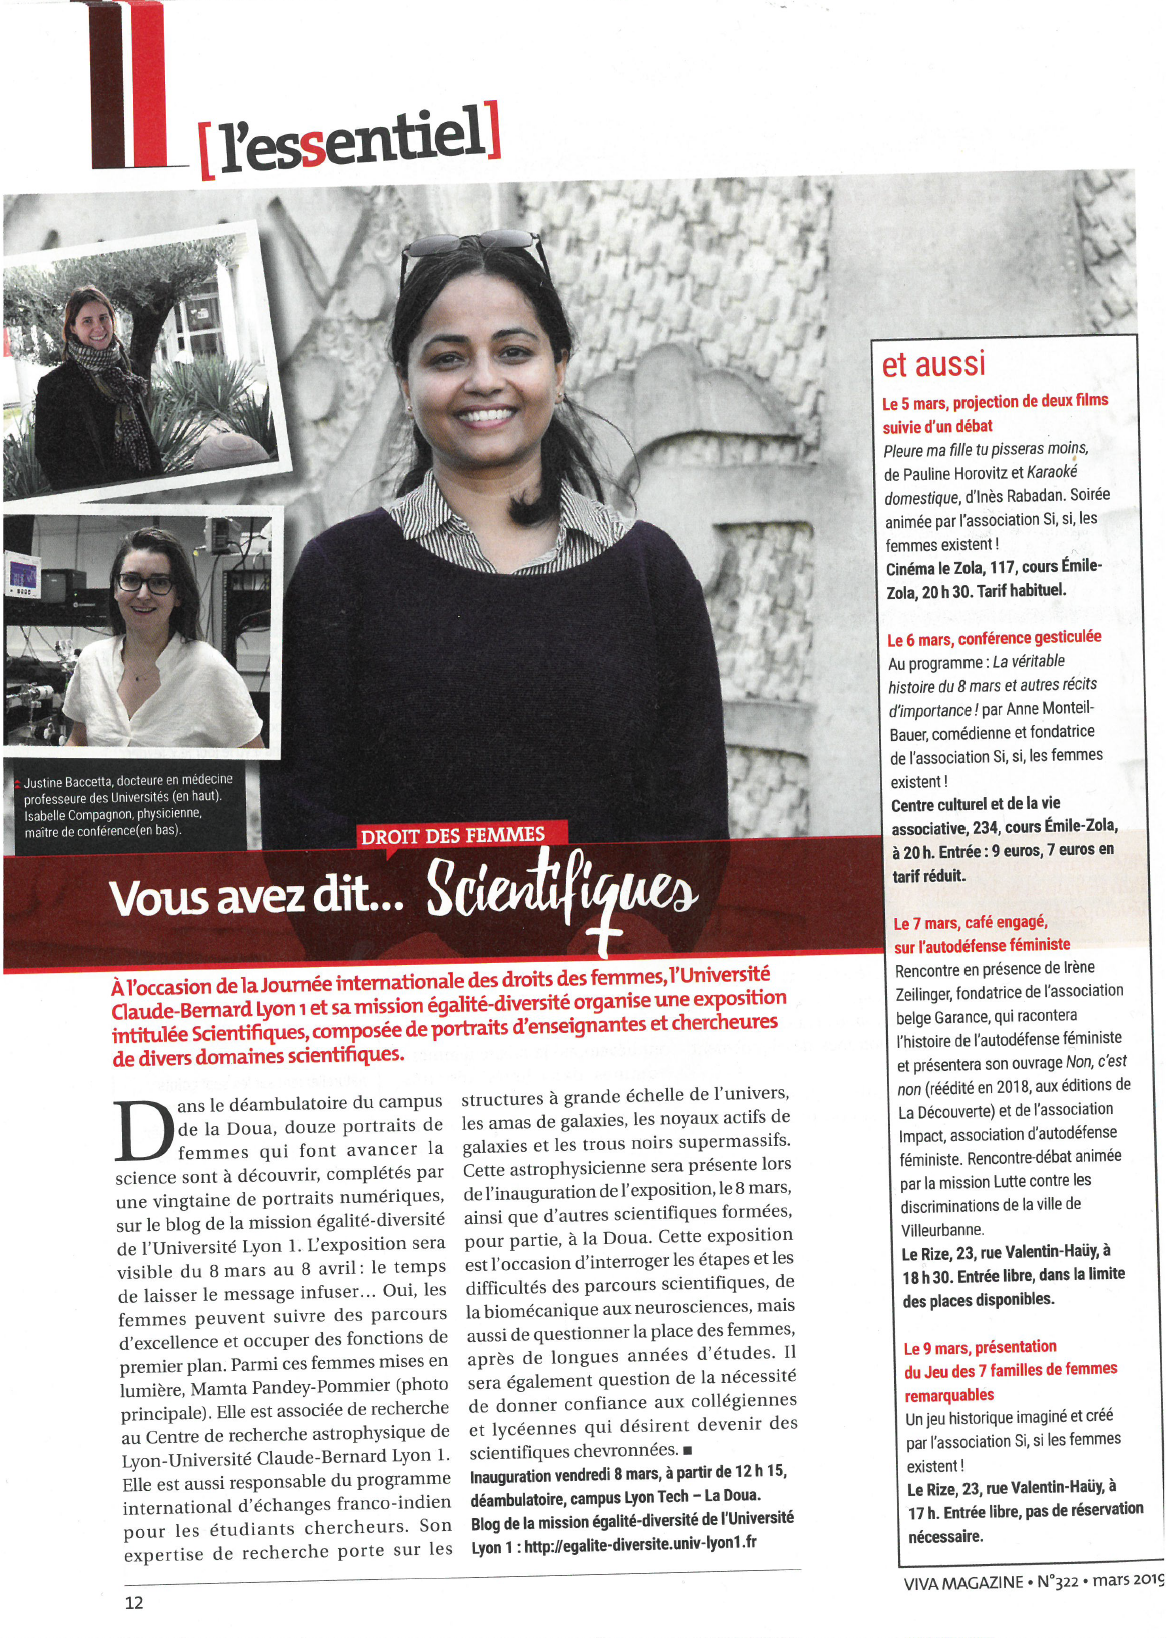 [l'essentiel]
Justine Baccetta, docteure en médecine
professeure des Universités (en haut).
Isabelle Compagnon, physicienne,
maître de conférence(en bas).
DROIT DES FEMMES
Vous avez dit... Scientifiques
À l'occasion de la Journée internationale des droits des femmes, l'Université
Claude-Bernard Lyon 1 et sa mission égalité-diversité organise une exposition
intitulée Scientifiques, composée de portraits d'enseignantes et chercheures
de divers domaines scientifiques.
Dans le déambulatoire du campus
de la Doua, douze portraits de
femmes qui font avancer la
science sont à découvrir, complétés par
une vingtaine de portraits numériques,
sur le blog de la mission égalité-diversité
de l'Université Lyon 1. L'exposition sera
visible du 8 mars au 8 avril : le temps
de laisser le message infuser... Oui, les
femmes peuvent suivre des parcours
d'excellence et occuper des fonctions de
premier plan. Parmi ces femmes mises en
lumière, Mamta Pandey-Pommier (photo
principale). Elle est associée de recherche
au Centre de recherche astrophysique de
Lyon-Université Claude-Bernard Lyon 1.
Elle est aussi responsable du programme
international d'échanges franco-indien
pour les étudiants chercheurs. Son
expertise de recherche porte sur les
structures à grande échelle de l'univers,
les amas de galaxies, les noyaux actifs de
galaxies et les trous noirs supermassifs.
Cette astrophysicienne sera présente lors
de l'inauguration de l'exposition, le 8 mars,
ainsi que d'autres scientifiques formées,
pour partie, à la Doua. Cette exposition
est l'occasion d'interroger les étapes et les
difficultés des parcours scientifiques, de
la biomécanique aux neurosciences, mais
aussi de questionner la place des femmes,
après de longues années d'études. Il
sera également question de la nécessité
de donner confiance aux collégiennes
et lycéennes qui désirent devenir des
scientifiques chevronnées. ■
Inauguration vendredi 8 mars, à partir de 12 h 15,
déambulatoire, campus Lyon Tech – La Doua.
Blog de la mission égalité-diversité de l'Université
Lyon 1 : http://egalite-diversite.univ-lyon1.fr
et aussi
Le 5 mars, projection de deux films
suivie d'un débat
Pleure ma fille tu pisseras moins,
de Pauline Horovitz et Karaoké
domestique, d'Inès Rabadan. Soirée
animée par l'association Si, si, les
femmes existent !
Cinéma le Zola, 117, cours Émile-
Zola, 20 h 30. Tarif habituel.
Le 6 mars, conférence gesticulée
Au programme : La véritable
histoire du 8 mars et autres récits
d'importance ! par Anne Monteil-
Bauer, comédienne et fondatrice
de l'association Si, si, les femmes
existent !
Centre culturel et de la vie
associative, 234, cours Émile-Zola,
à 20 h. Entrée : 9 euros, 7 euros en
tarif réduit.
Le 7 mars, café engagé,
sur l'autodéfense féministe
Rencontre en présence de Irène
Zeilinger, fondatrice de l'association
belge Garance, qui racontera
l'histoire de l'autodéfense féministe
et présentera son ouvrage Non, c'est
non (réédité en 2018, aux éditions de
La Découverte) et de l'association
Impact, association d'autodéfense
féministe. Rencontre-débat animée
par la mission Lutte contre les
discriminations de la ville de
Villeurbanne.
Le Rize, 23, rue Valentin-Haüy, à
18 h 30. Entrée libre, dans la limite
des places disponibles.
Le 9 mars, présentation
du Jeu des 7 familles de femmes
remarquables
Un jeu historique imaginé et créé
par l'association Si, si les femmes
existent !
Le Rize, 23, rue Valentin-Haüy, à
17 h. Entrée libre, pas de réservation
nécessaire.
12
VIVA MAGAZINE • N°322 • mars 2019